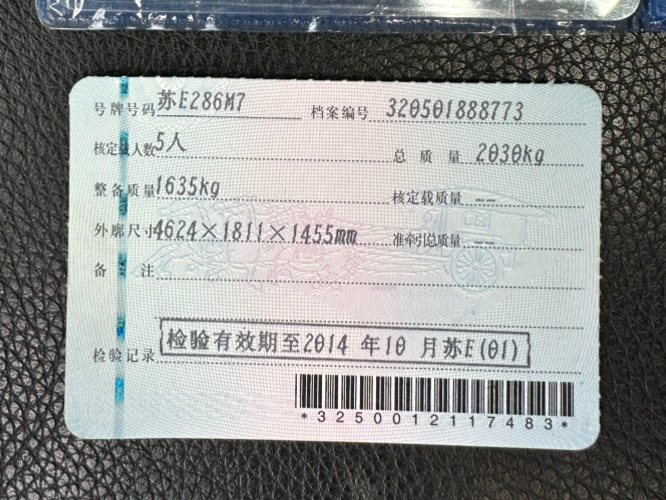 号牌号码 苏E286M7 档案编号 320501888773
核定载人数 5人 总质量 2030kg
整备质量 1635kg 核定载质量 --
外廓尺寸 4624×1811×1455mm 准牵引总质量 --
备注
检验记录 检验有效期至2014 年10 月苏E(01)
*3250012117483*